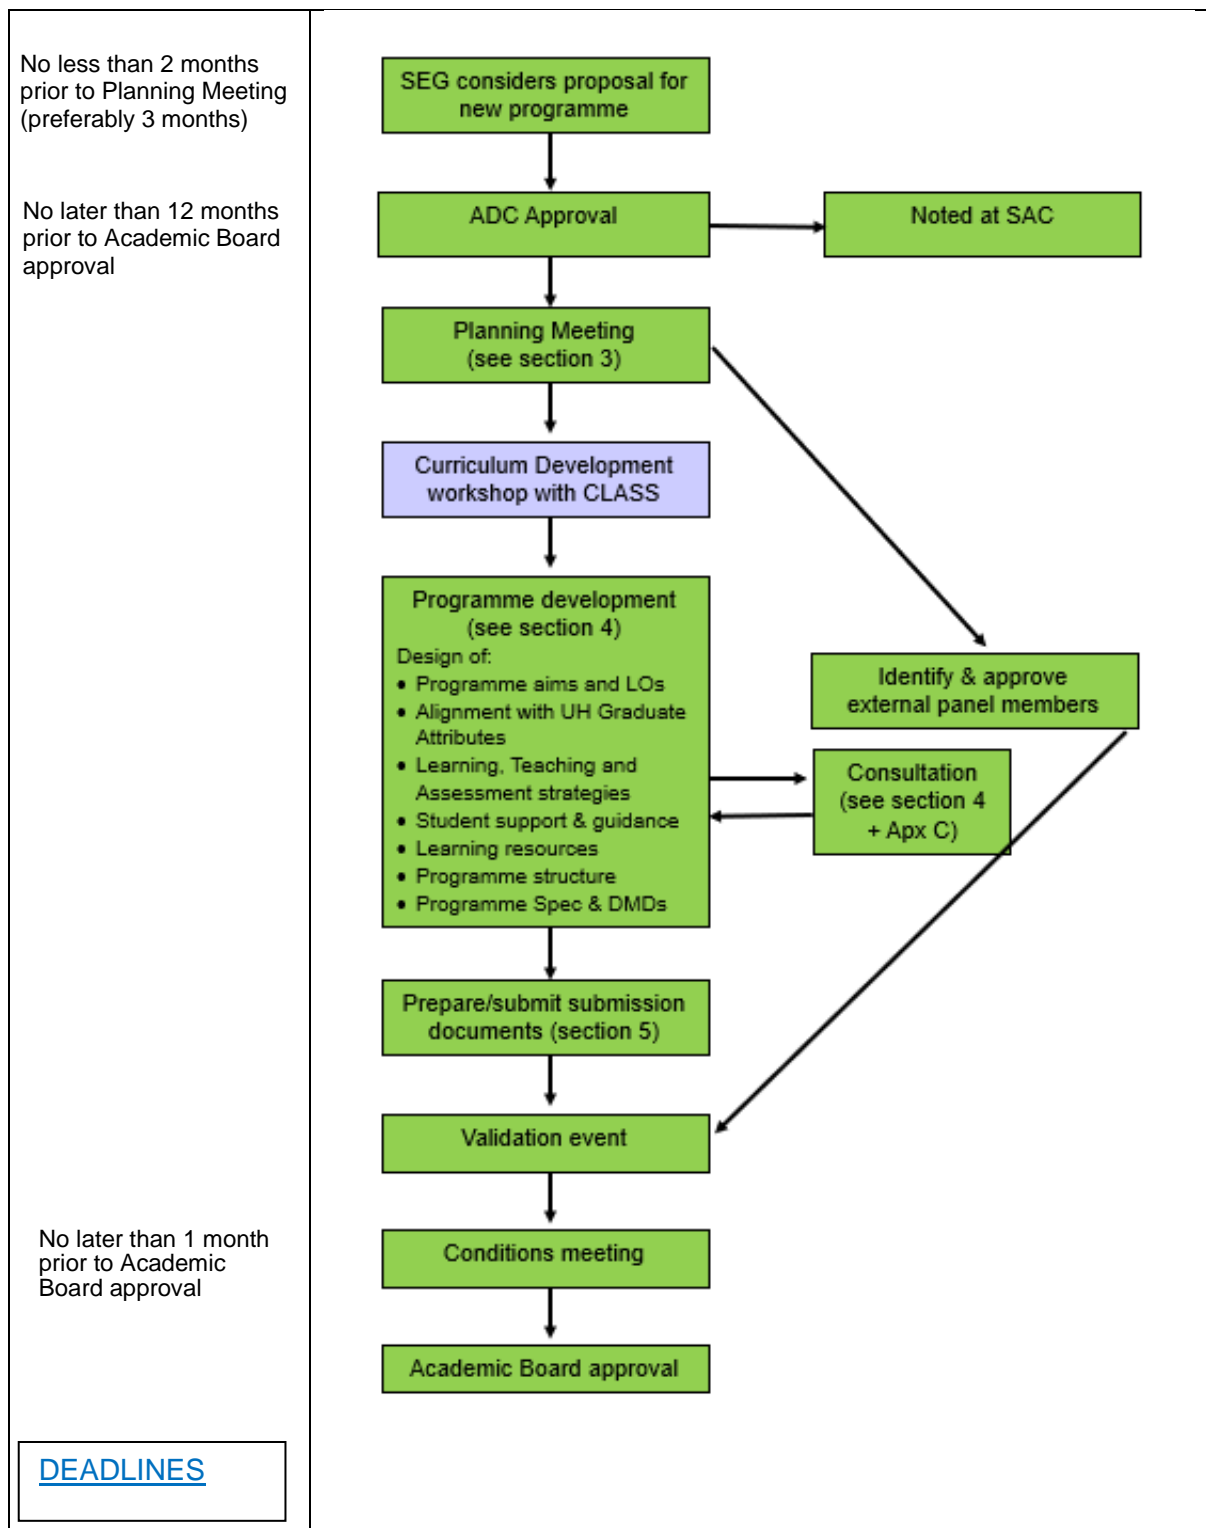 No less than 2 months
prior to Planning Meeting
(preferably 3 months)
SEG considers proposal for
new programme
No later than 12 months
prior to Academic Board
approval
ADC Approval
Noted at SAC
Planning Meeting
(see section 3)
Curriculum Development
workshop with CLASS
Programme development
(see section 4)
Design of:
• Programme aims and LOs
• Alignment with UH Graduate
Attributes
• Learning, Teaching and
Assessment strategies
• Student support & guidance
• Learning resources
• Programme structure
• Programme Spec & DMDs
Identify & approve
external panel members
Consultation
(see section 4
+ Apx C)
Prepare/submit submission
documents (section 5)
Validation event
No later than 1 month
prior to Academic
Board approval
Conditions meeting
Academic Board approval
DEADLINES